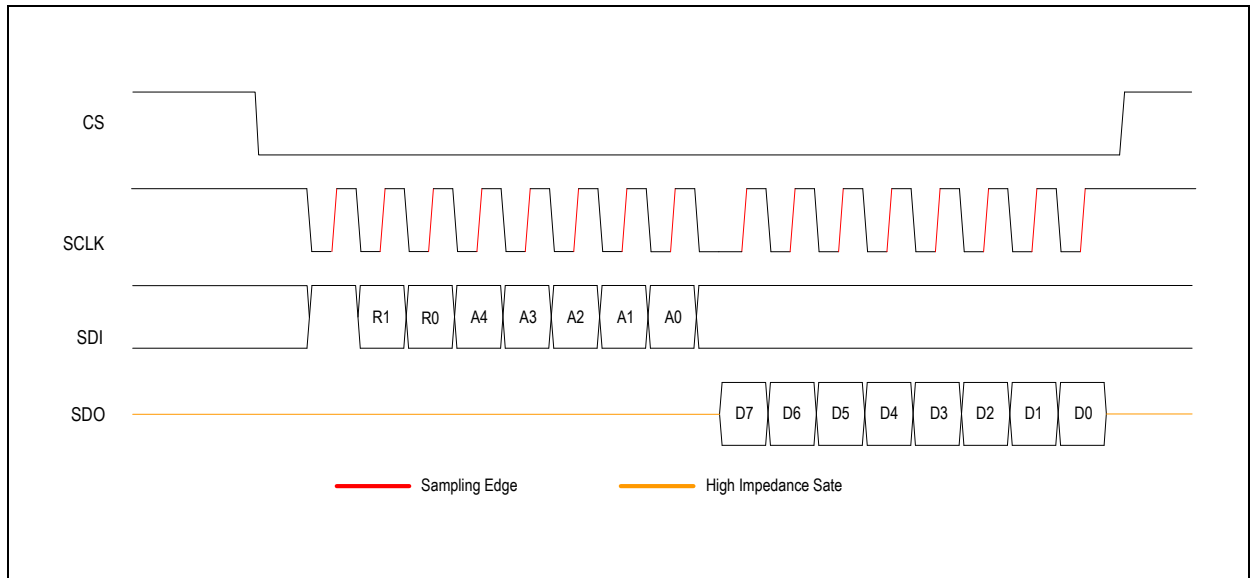 CS
SCLK
SDI
R1 R0 A4 A3 A2 A1 A0
SDO
D7 D6 D5 D4 D3 D2 D1 D0
Sampling Edge
High Impedance Sate